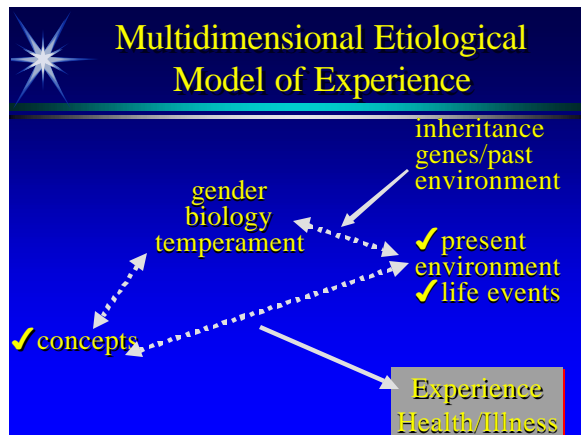 Multidimensional Etiological
Model of Experience
inheritance
genes/past
environment
gender
biology
temperament
✓present
environment
✓life events
✓concepts
Experience
Health/Illness